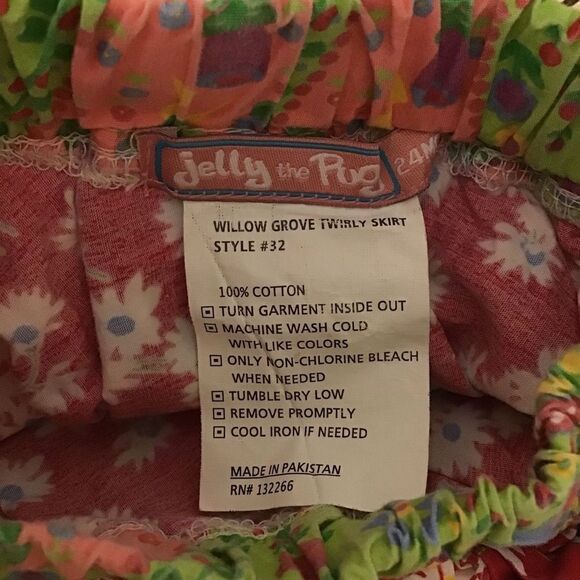 jelly the Pug
24M
WILLOW GROVE TWIRLY SKIRT
STYLE #32
100% COTTON
TURN GARMENT INSIDE OUT
MACHINE WASH COLD
WITH LIKE COLORS
ONLY NON-CHLORINE BLEACH
WHEN NEEDED
TUMBLE DRY LOW
REMOVE PROMPTLY
COOL IRON IF NEEDED
MADE IN PAKISTAN
RN# 132266